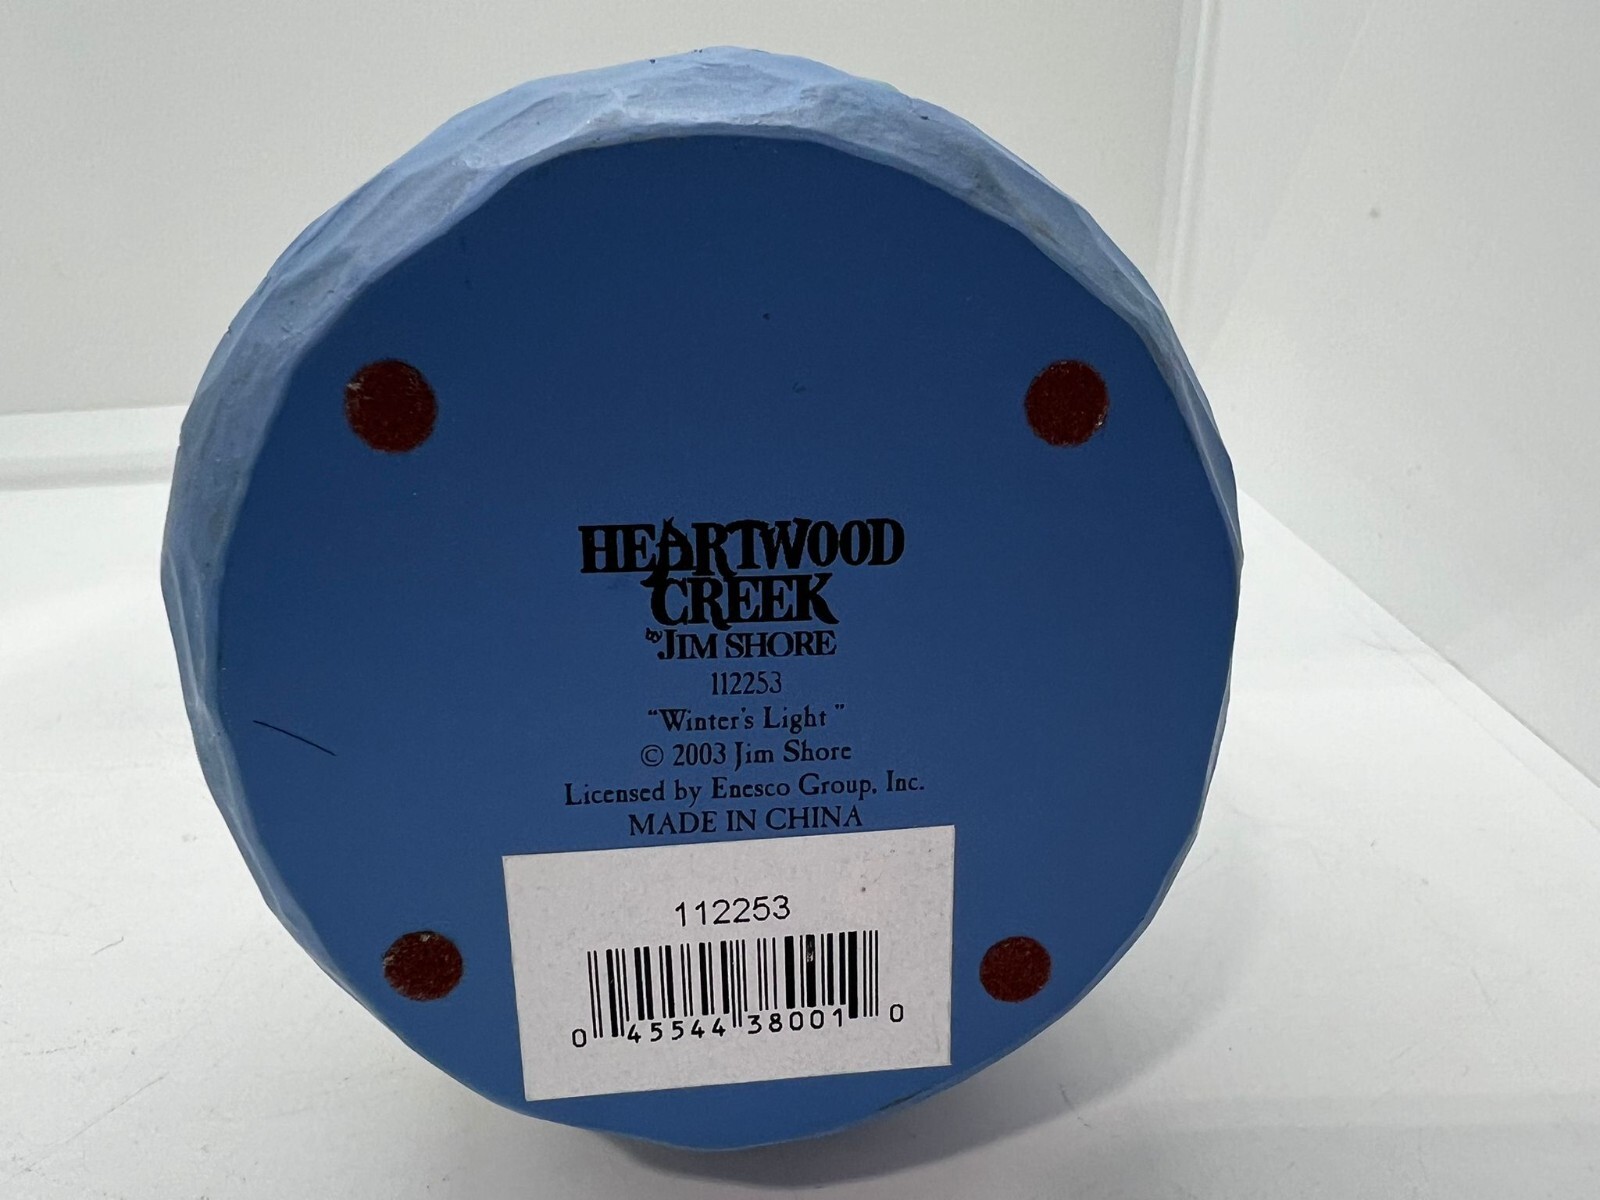 HEARTWOOD
CREEK
by JIM SHORE
112253
"Winter's Light"
© 2003 Jim Shore
Licensed by Enesco Group, Inc.
MADE IN CHINA
112253
0 45544 38001 0